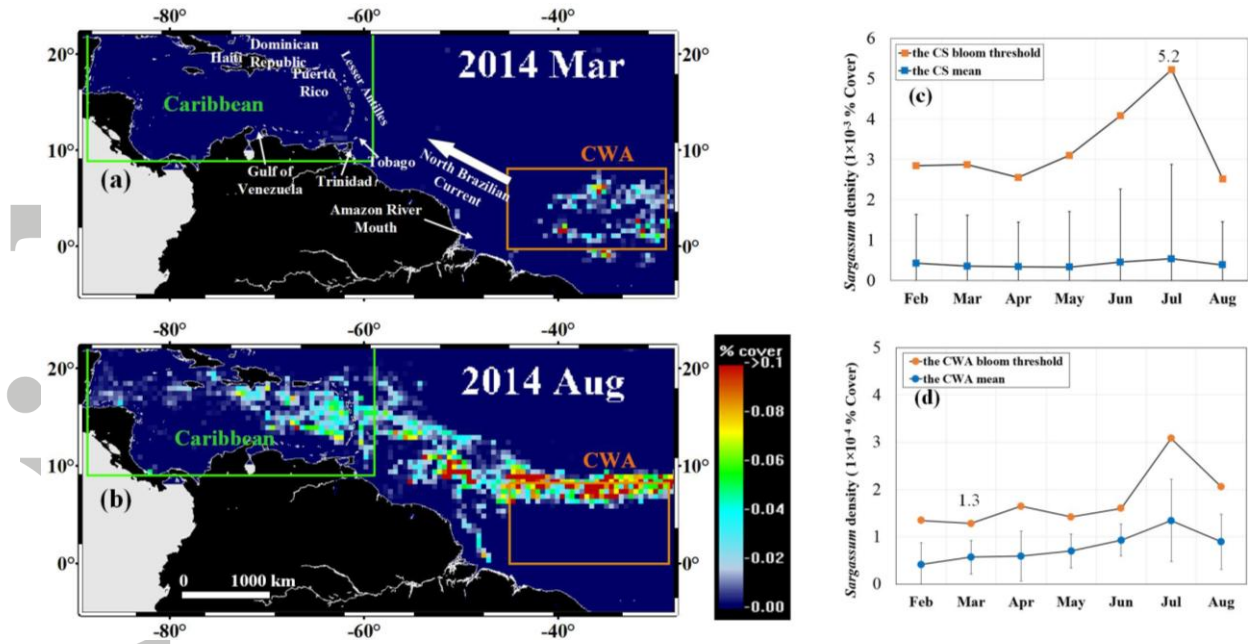 -80° -60° -40°
20° 20°
Haiti Dominican
Republic
Puerto
Rico
Lesser Antilles
2014 Mar
Caribbean
10° 10°
CWA
(a)
Gulf of
Venezuela
Trinidad
Tobago
North Brazilian
Current
Amazon River
Mouth
0° 0°
-80° -60° -40°
20° 20°
2014 Aug
Caribbean
10° 10°
CWA
(b)
0° 0°
0 1000 km
-80° -60° -40°
% cover
->0.1
-0.08
-0.06
-0.04
-0.02
-0.00
Sargassum density (1×10-3 % Cover)
6
5
4
3
2
1
0
the CS bloom threshold
the CS mean
5.2
(c)
Feb Mar Apr May Jun Jul Aug
Sargassum density ( 1×10-4 % Cover)
5
4
3
2
1
0
the CWA bloom threshold
the CWA mean
(d)
1.3
Feb Mar Apr May Jun Jul Aug